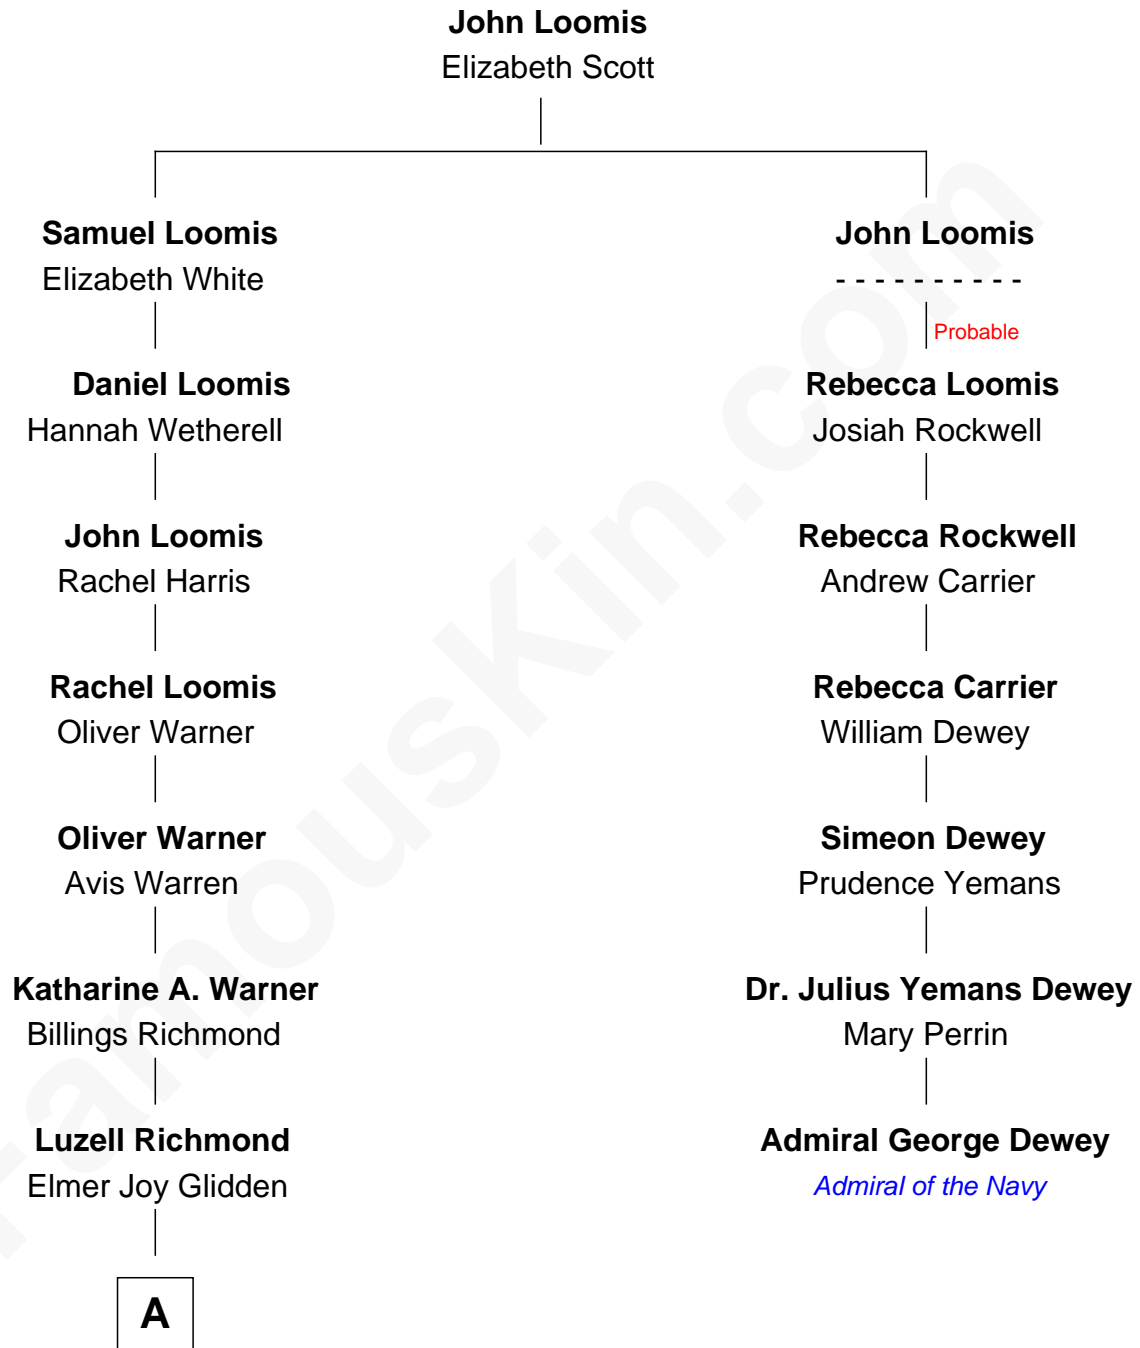 John Loomis
Elizabeth Scott
Samuel Loomis
Elizabeth White
Daniel Loomis
Hannah Wetherell
John Loomis
Rachel Harris
Rachel Loomis
Oliver Warner
Oliver Warner
Avis Warren
Katharine A. Warner
Billings Richmond
Luzell Richmond
Elmer Joy Glidden
A
John Loomis
- - - - - - - - - -
Probable
Rebecca Loomis
Josiah Rockwell
Rebecca Rockwell
Andrew Carrier
Rebecca Carrier
William Dewey
Simeon Dewey
Prudence Yemans
Dr. Julius Yemans Dewey
Mary Perrin
Admiral George Dewey
Admiral of the Navy
FamousKin.com